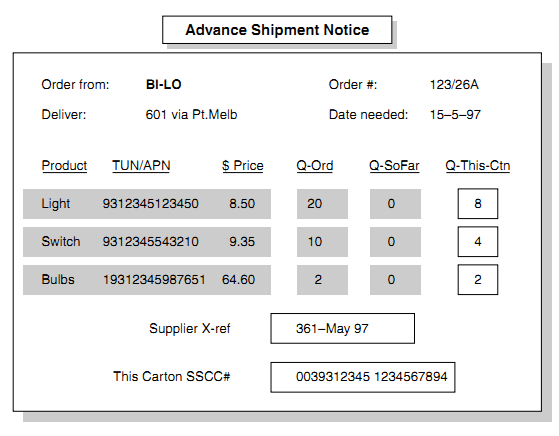 Advance Shipment Notice
Order from: BI-LO Order #: 123/26A
Deliver: 601 via Pt.Melb Date needed: 15–5–97
Product TUN/APN $ Price Q-Ord Q-SoFar Q-This-Ctn
Light 9312345123450 8.50 20 0 8
Switch 9312345543210 9.35 10 0 4
Bulbs 19312345987651 64.60 2 0 2
Supplier X-ref 361–May 97
This Carton SSCC# 0039312345 1234567894